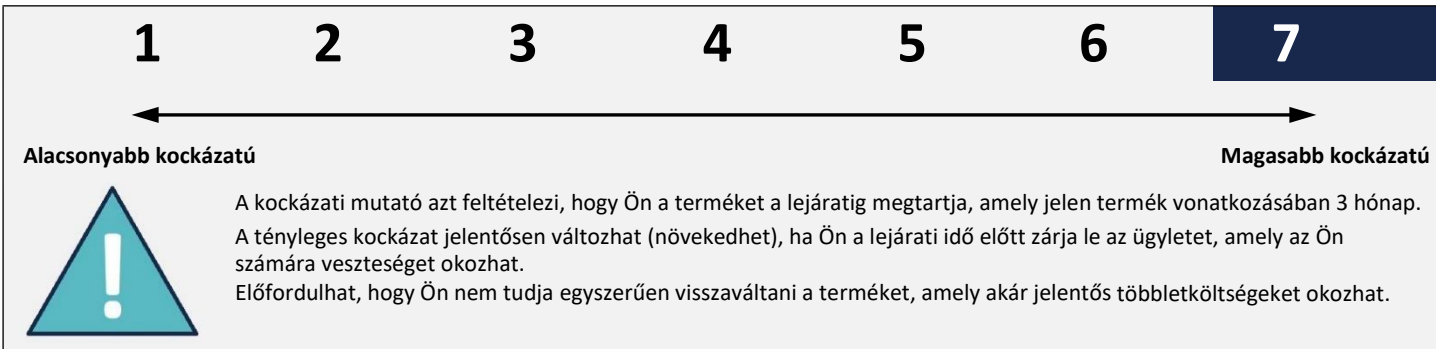 1 2 3 4 5 6 7
Alacsonyabb kockázatú Magasabb kockázatú
A kockázati mutató azt feltételezi, hogy Ön a terméket a lejáratig megtartja, amely jelen termék vonatkozásában 3 hónap.
A tényleges kockázat jelentősen változhat (növekedhet), ha Ön a lejárati idő előtt zárja le az ügyletet, amely az Ön
számára veszteséget okozhat.
Előfordulhat, hogy Ön nem tudja egyszerűen visszaváltani a terméket, amely akár jelentős többletköltségeket okozhat.